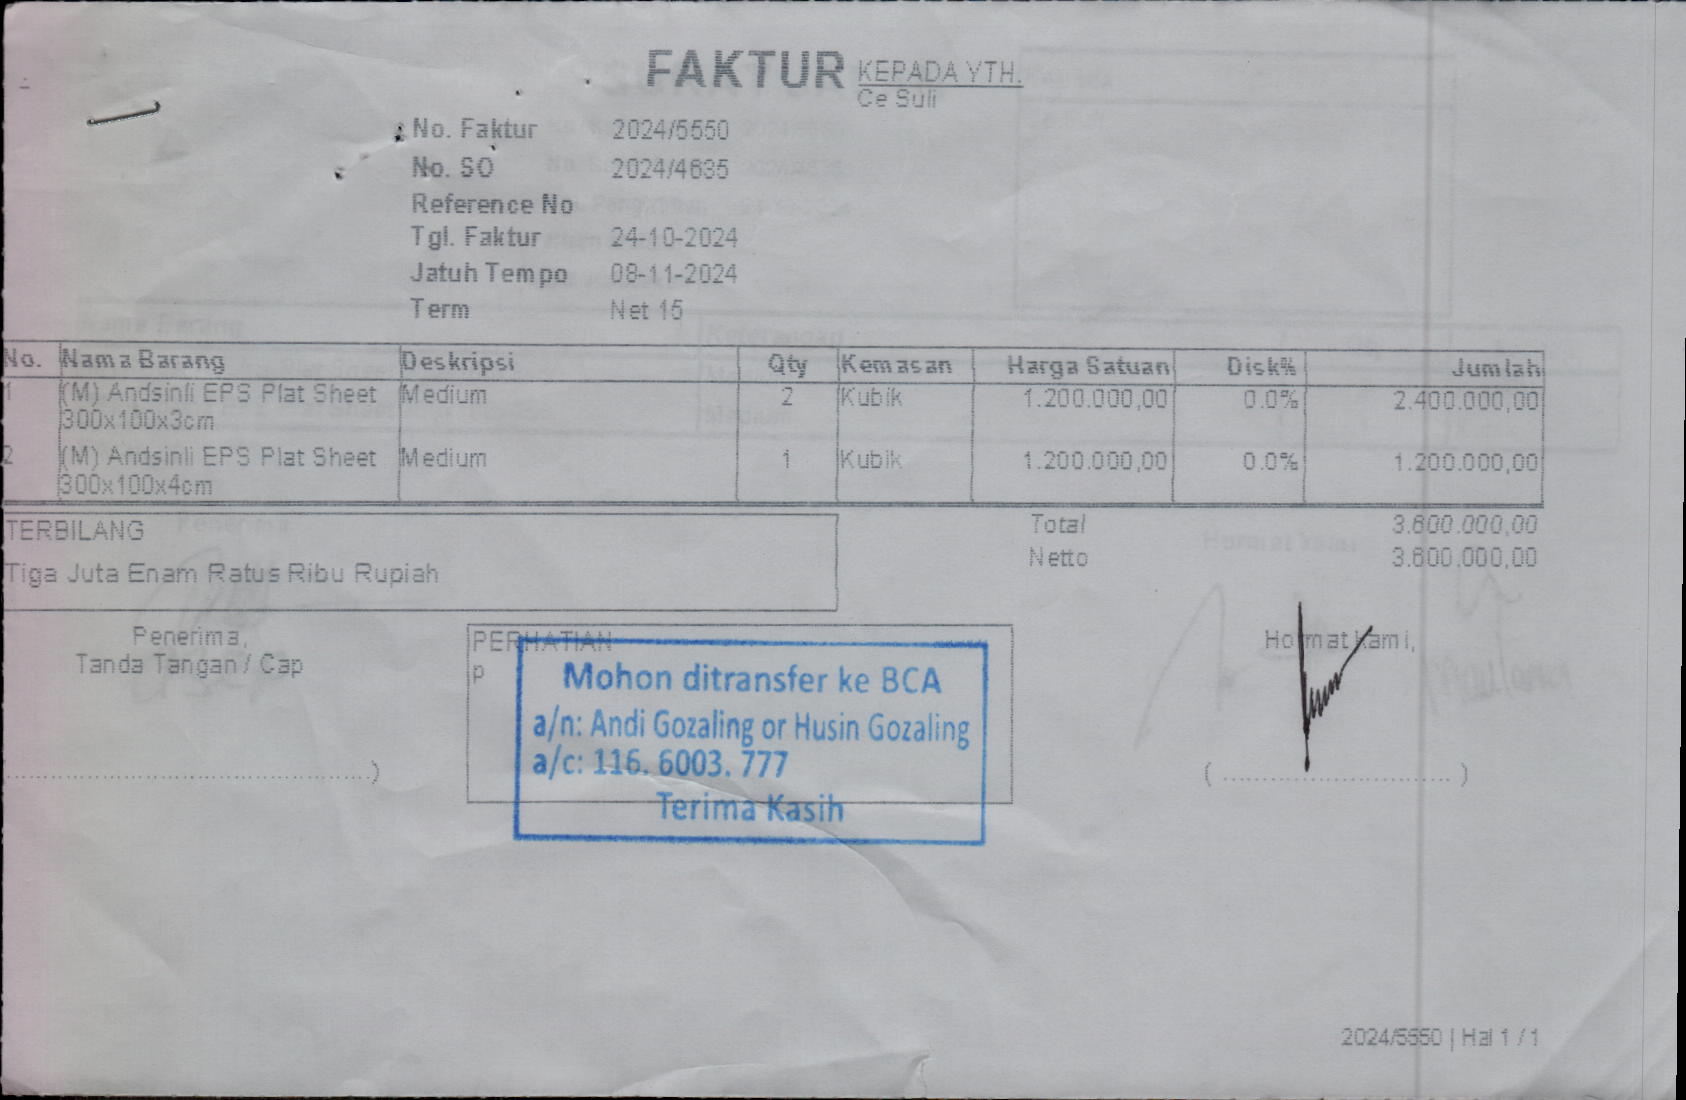 FAKTUR
KEPADA YTH.
Ce Suli
No. Faktur 2024/5550
No. SO 2024/4635
Reference No
Tgl. Faktur 24-10-2024
Jatuh Tempo 08-11-2024
Term Net 15
No. Nama Barang Deskripsi Qty Kemasan Harga Satuan Disk% Jumlah
1 (M) Andsinli EPS Plat Sheet Medium 2 Kubik 1.200.000,00 0.0% 2.400.000,00
300x100x3cm
2 (M) Andsinli EPS Plat Sheet Medium 1 Kubik 1.200.000,00 0.0% 1.200.000,00
300x100x4cm
TERBILANG Total 3.600.000,00
Netto 3.600.000,00
Tiga Juta Enam Ratus Ribu Rupiah
Penerima,
Tanda Tangan / Cap
.................................................)
PERHATIAN
p
Mohon ditransfer ke BCA
a/n: Andi Gozaling or Husin Gozaling
a/c: 116. 6003. 777
Terima Kasih
Hormat kami,
( ............................... )
2024/5550 | Hal 1 / 1